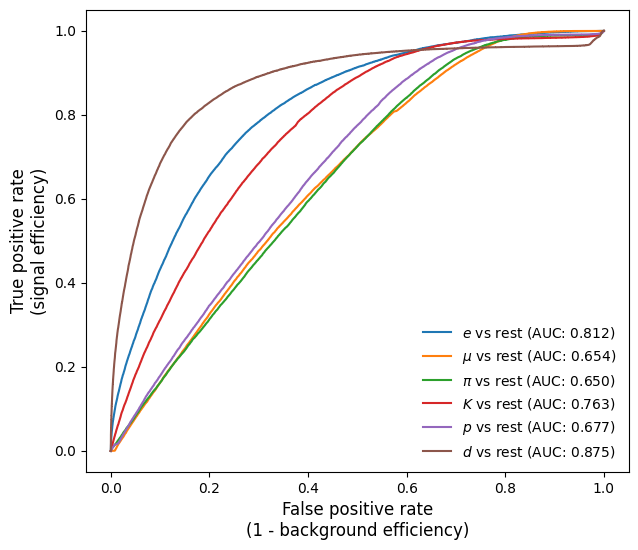 True positive rate
(signal efficiency)
1.0
0.8
0.6
0.4
0.2
0.0
e vs rest (AUC: 0.812)
μ vs rest (AUC: 0.654)
π vs rest (AUC: 0.650)
K vs rest (AUC: 0.763)
p vs rest (AUC: 0.677)
d vs rest (AUC: 0.875)
0.0 0.2 0.4 0.6 0.8 1.0
False positive rate
(1 - background efficiency)